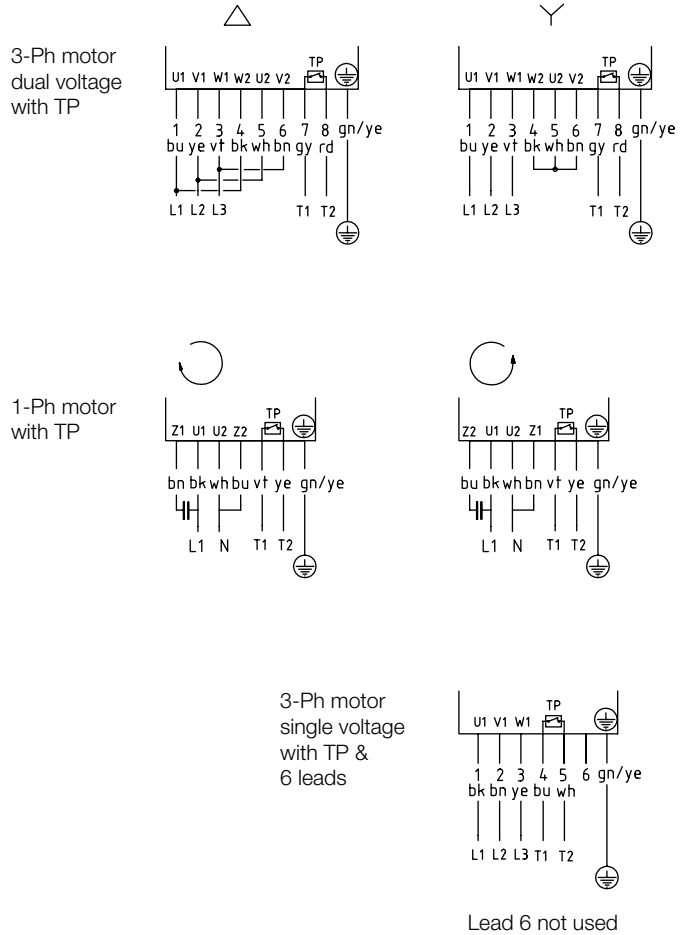 3-Ph motor
dual voltage
with TP
TP
U1 V1 W1 W2 U2 V2
1 2 3 4 5 6 7 8 gn/ye
bu ye vt bk wh bn gy rd
L1 L2 L3 T1 T2
TP
U1 V1 W1 W2 U2 V2
1 2 3 4 5 6 7 8 gn/ye
bu ye vt bk wh bn gy rd
L1 L2 L3 T1 T2
1-Ph motor
with TP
TP
Z1 U1 U2 Z2
bn bk wh bu vt ye gn/ye
L1 N T1 T2
TP
Z2 U1 U2 Z1
bu bk wh bn vt ye gn/ye
L1 N T1 T2
3-Ph motor
single voltage
with TP &
6 leads
TP
U1 V1 W1
1 2 3 4 5 6 gn/ye
bk bn ye bu wh
L1 L2 L3 T1 T2
Lead 6 not used